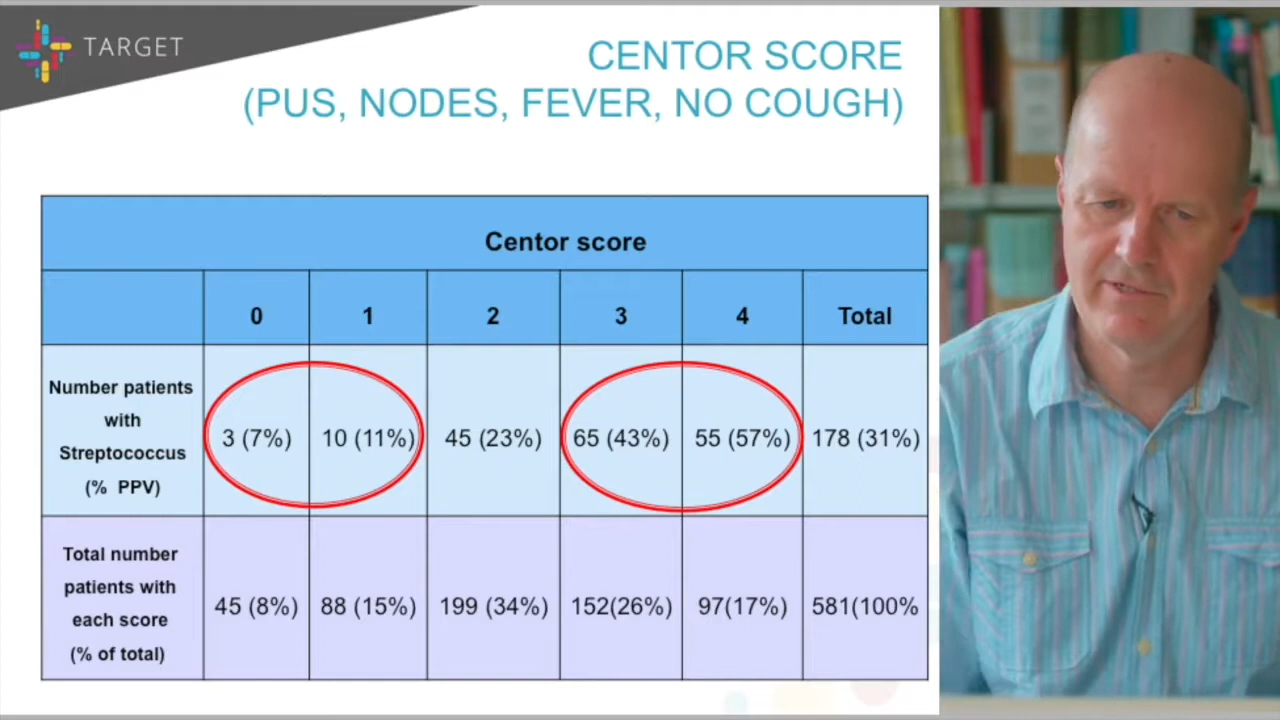 TARGET
CENTOR SCORE
(PUS, NODES, FEVER, NO COUGH)
Centor score
0 1 2 3 4 Total
Number patients
with
Streptococcus
(% PPV)
3 (7%) 10 (11%) 45 (23%) 65 (43%) 55 (57%) 178 (31%)
Total number
patients with
each score
(% of total)
45 (8%) 88 (15%) 199 (34%) 152(26%) 97(17%) 581(100%